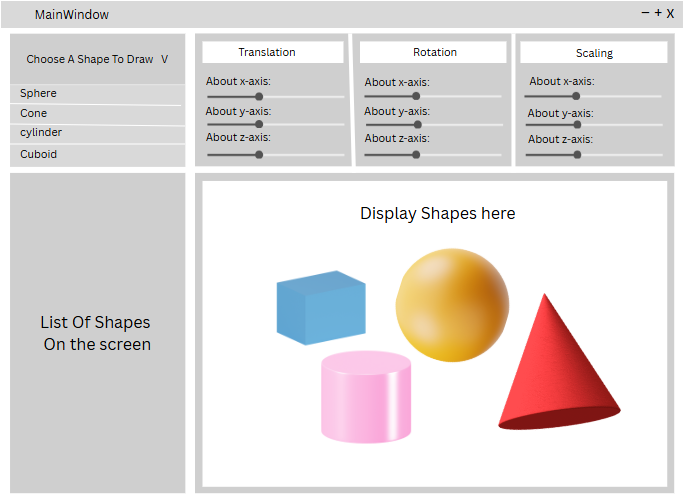 MainWindow
− + X
Choose A Shape To Draw V
Sphere
Cone
cylinder
Cuboid
Translation
About x-axis:
About y-axis:
About z-axis:
Rotation
About x-axis:
About y-axis:
About z-axis:
Scaling
About x-axis:
About y-axis:
About z-axis:
List Of Shapes
On the screen
Display Shapes here